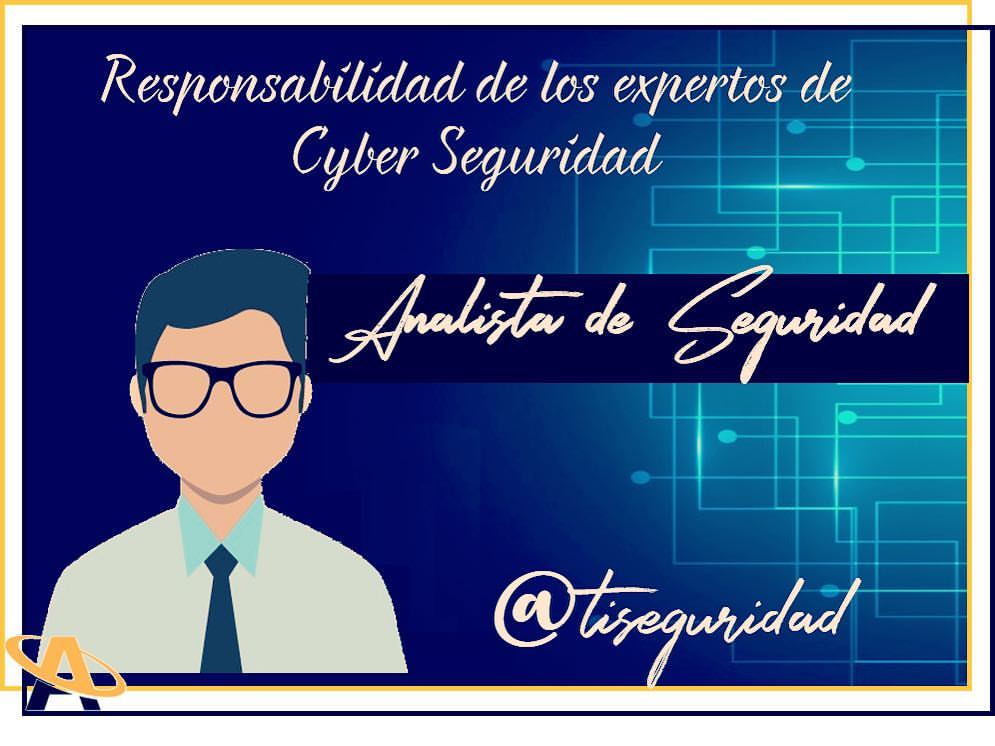 Responsabilidad de los expertos de
Cyber Seguridad
Analista de Seguridad
@tiseguridad
A